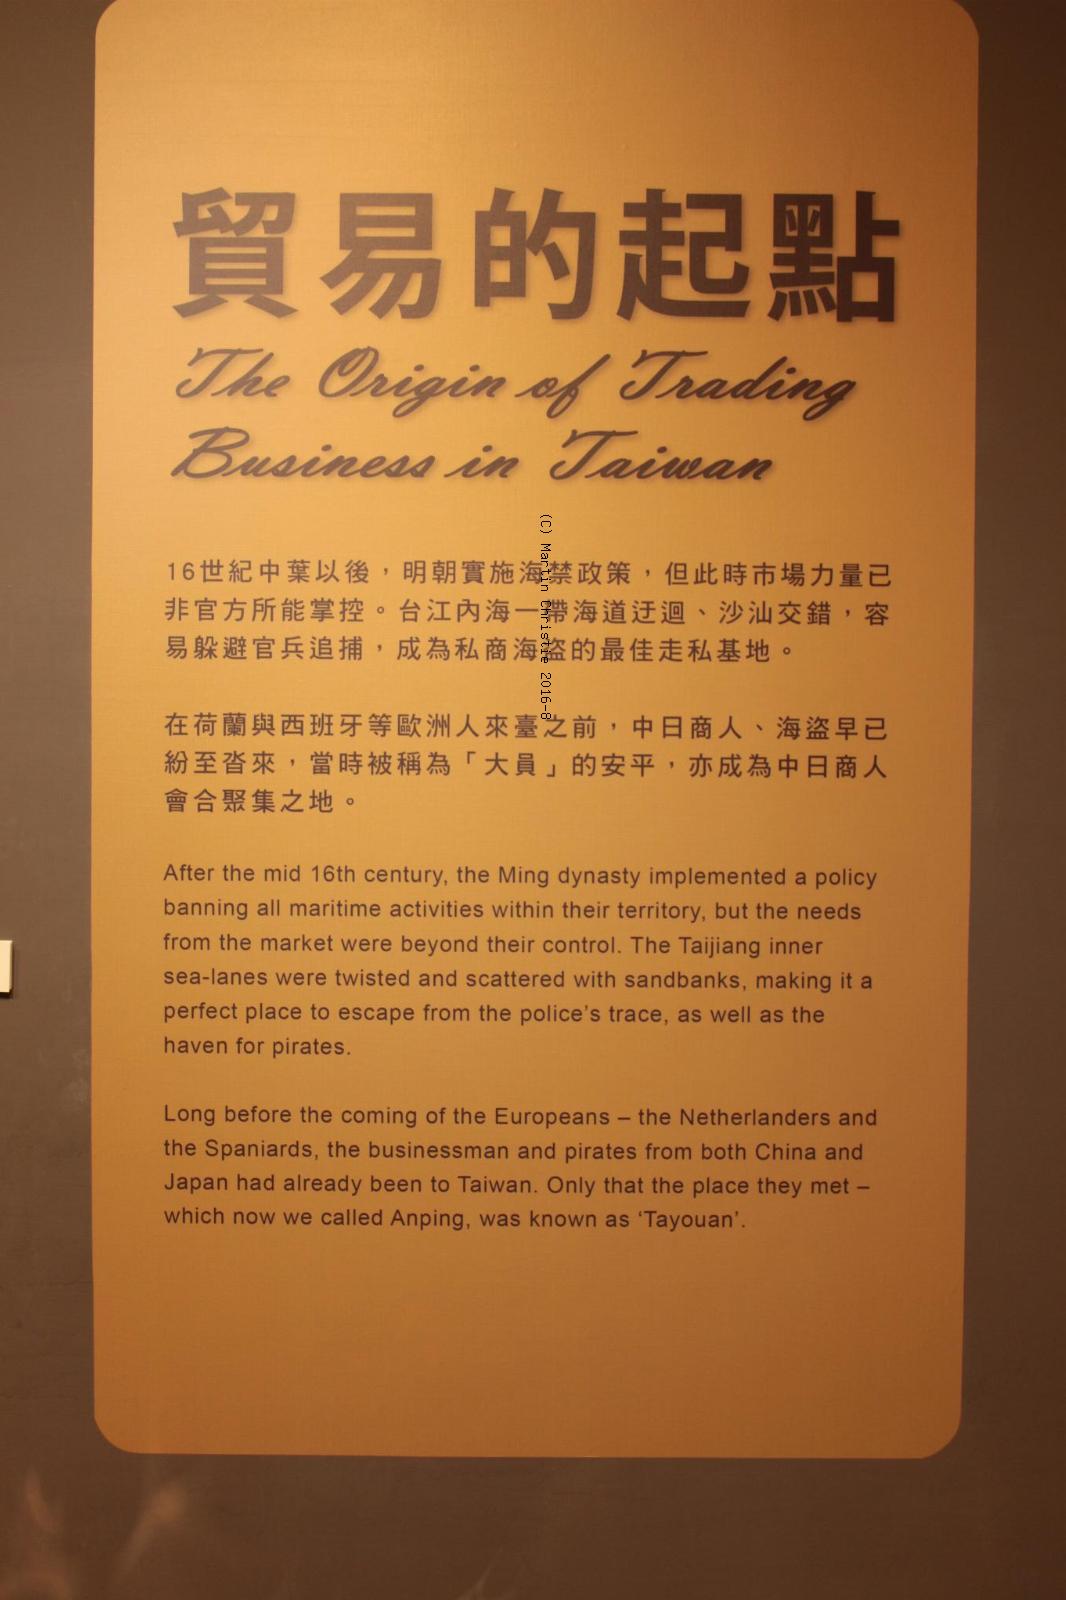 貿易的起點
The Origin of Trading
Business in Taiwan
16世紀中葉以後，明朝實施海禁政策，但此時市場力量已
非官方所能掌控。台江內海一帶海道迂迴、沙汕交錯，容
易躲避官兵追捕，成為私商海盜的最佳走私基地。
在荷蘭與西班牙等歐洲人來臺之前，中日商人、海盜早已
紛至沓來，當時被稱為「大員」的安平，亦成為中日商人
會合聚集之地。
After the mid 16th century, the Ming dynasty implemented a policy
banning all maritime activities within their territory, but the needs
from the market were beyond their control. The Taijiang inner
sea-lanes were twisted and scattered with sandbanks, making it a
perfect place to escape from the police’s trace, as well as the
haven for pirates.
Long before the coming of the Europeans – the Netherlanders and
the Spaniards, the businessman and pirates from both China and
Japan had already been to Taiwan. Only that the place they met –
which now we called Anping, was known as ‘Tayouan’.
(C) Martin Christie 2016-8